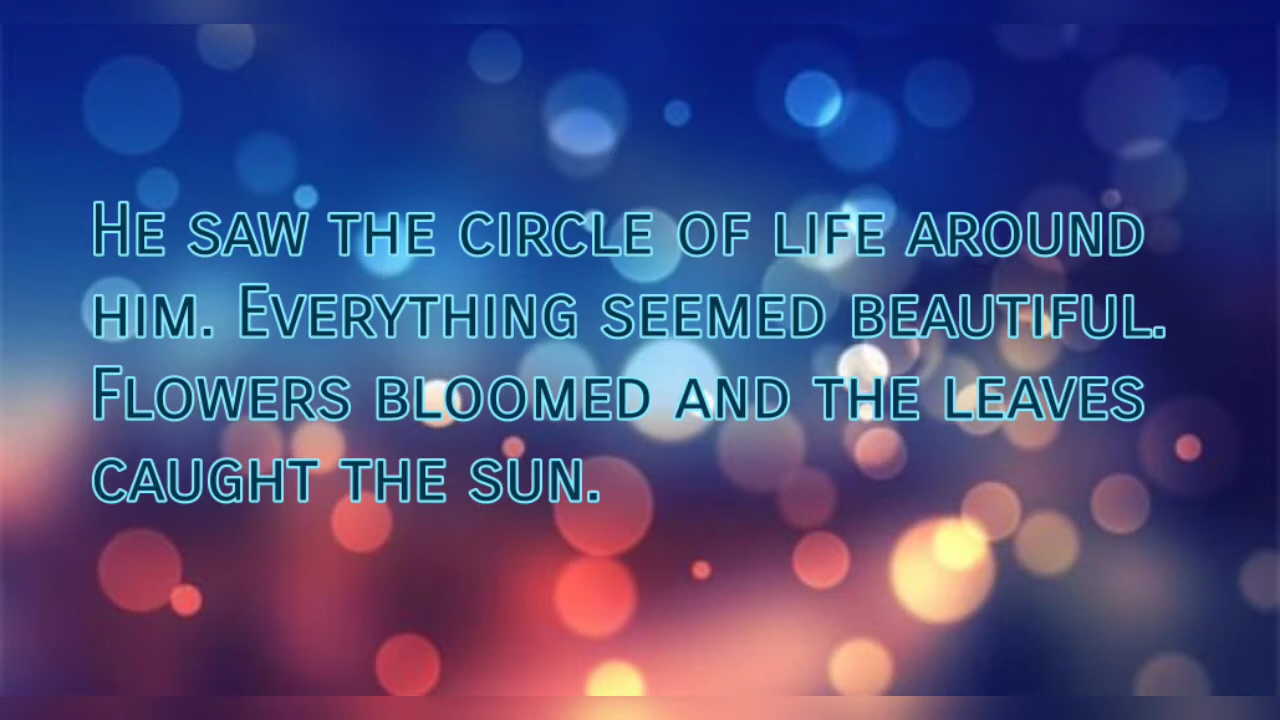 He saw the circle of life around
him. Everything seemed beautiful.
Flowers bloomed and the leaves
caught the sun.